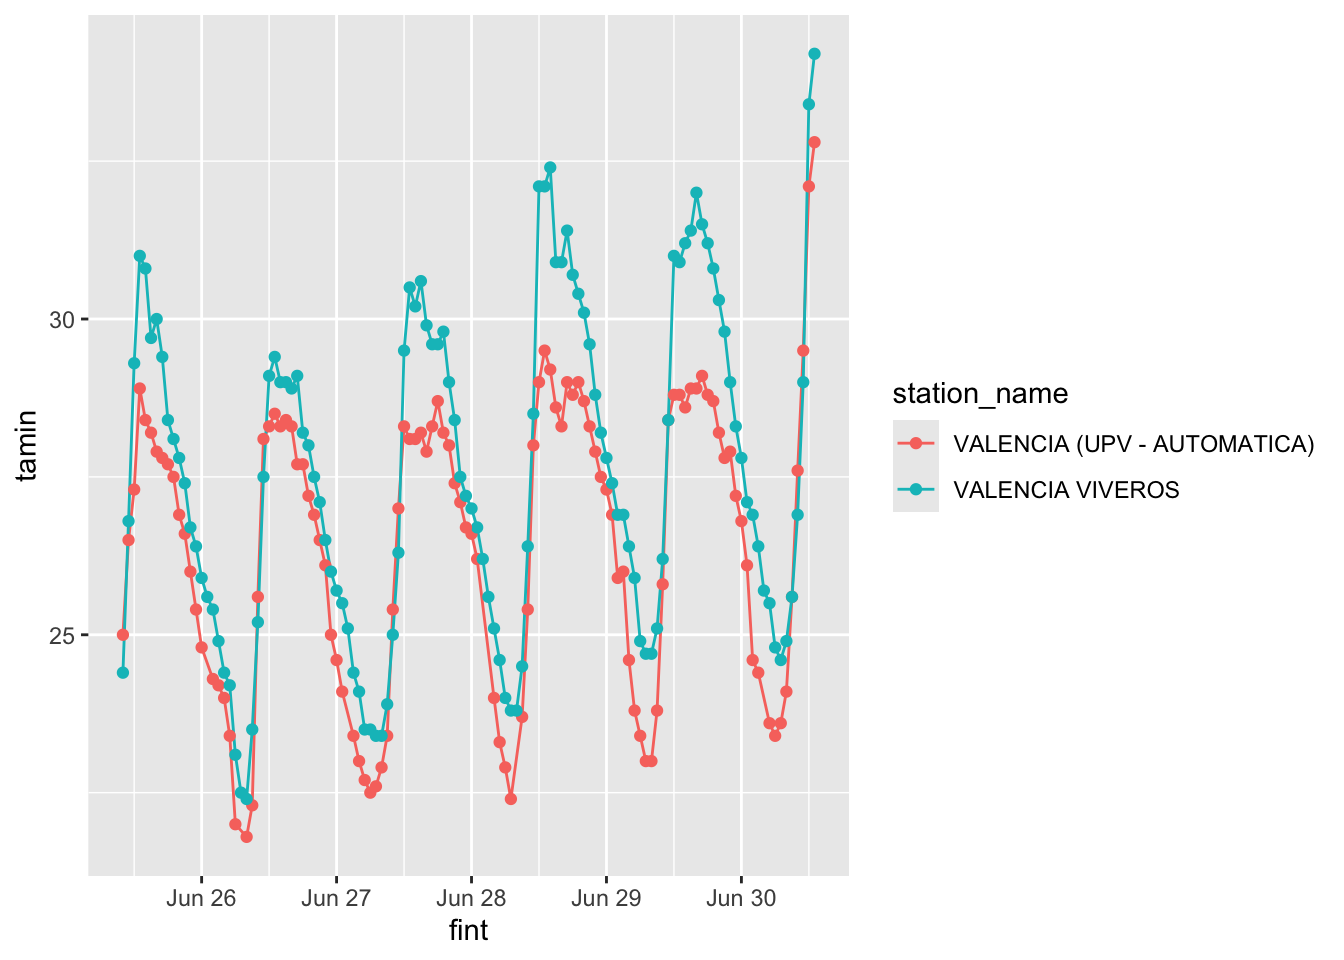 tamin
30
25
Jun 26 Jun 27 Jun 28 Jun 29 Jun 30
fint
station_name
VALENCIA (UPV - AUTOMATICA)
VALENCIA VIVEROS